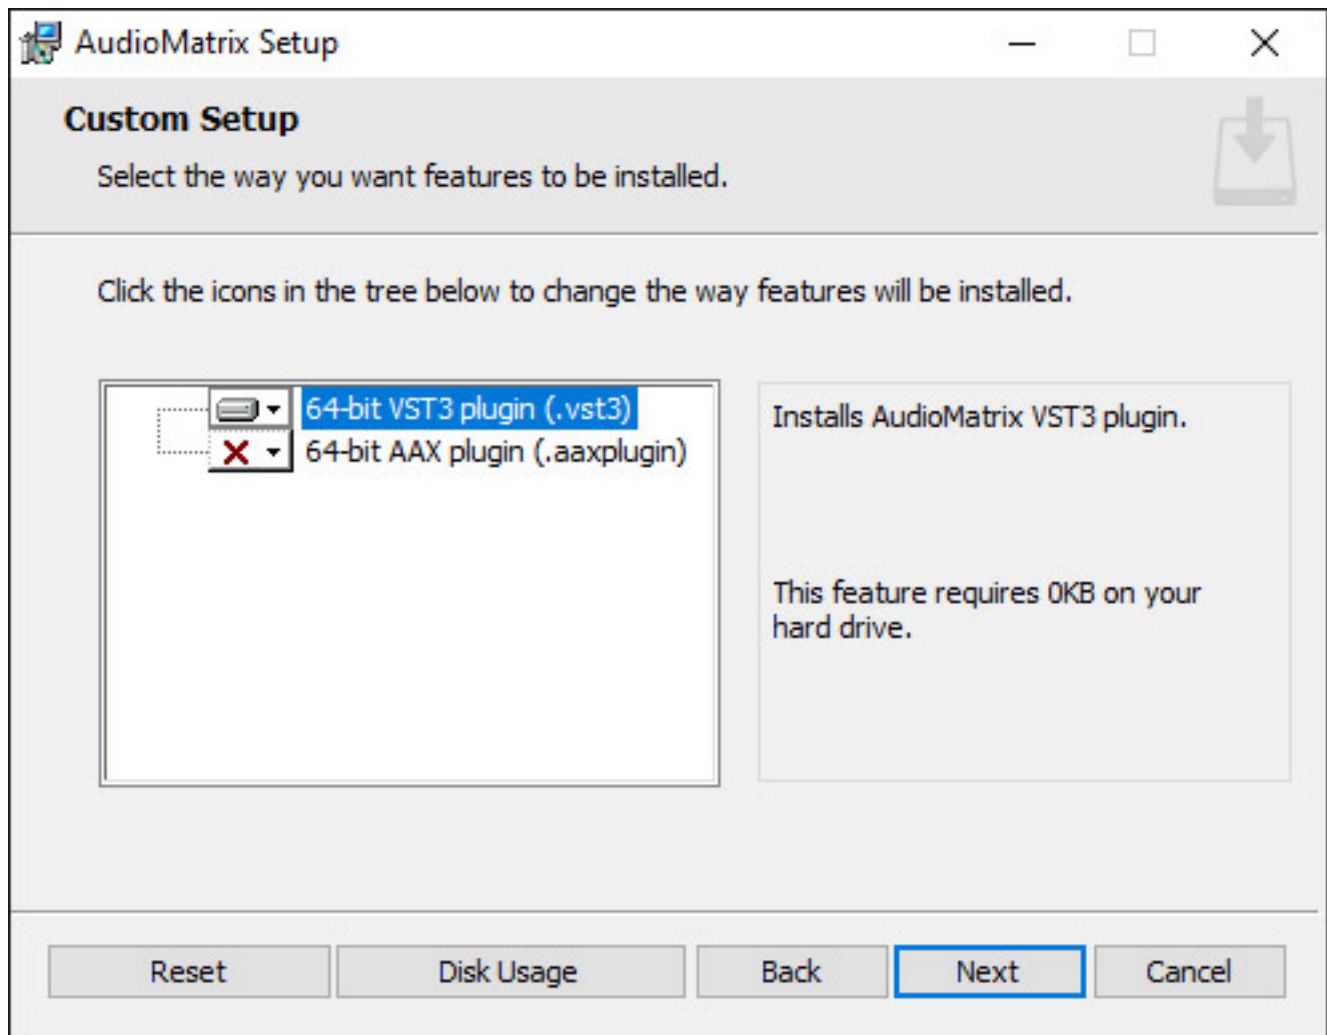 AudioMatrix Setup
Custom Setup
Select the way you want features to be installed.
Click the icons in the tree below to change the way features will be installed.
64-bit VST3 plugin (.vst3)
64-bit AAX plugin (.aaxplugin)
Installs AudioMatrix VST3 plugin.
This feature requires 0KB on your
hard drive.
Reset
Disk Usage
Back
Next
Cancel